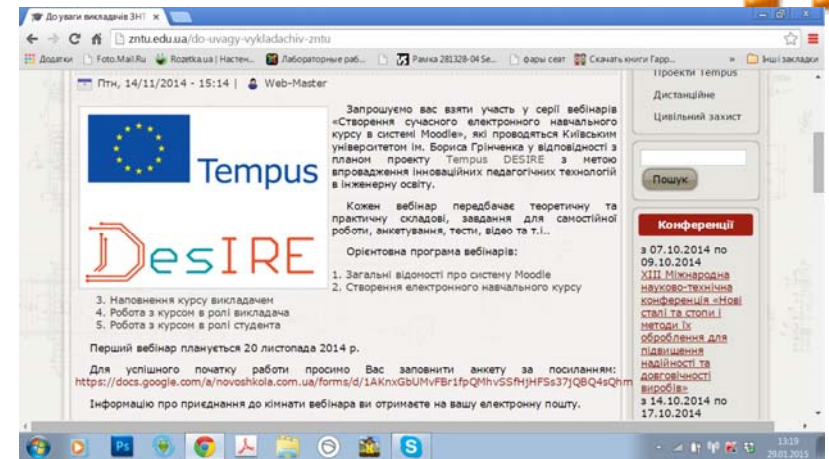 До уваги викладачів ЗНТ
zntu.edu.ua/do-uvagy-vykladachiv-zntu
Додатки Foto.Mail.Ru Rozetka.ua | Настен... Лабораторные раб... Рамка 281328-04 Se... фары сеат Скачать книги Гарр... » Інші закладки
Птн, 14/11/2014 - 15:14 | Web-Master
Tempus
DesIRE
Запрошуємо вас взяти участь у серії вебінарів
«Створення сучасного електронного навчального
курсу в системі Moodle», які проводяться Київським
університетом ім. Бориса Грінченка у відповідності з
планом проекту Tempus DESIRE з метою
впровадження інноваційних педагогічних технологій
в інженерну освіту.
Кожен вебінар передбачає теоретичну та
практичну складові, завдання для самостійної
роботи, анкетування, тести, відео та т.і..
Орієнтовна програма вебінарів:
1. Загальні відомості про систему Moodle
2. Створення електронного навчального курсу
3. Наповнення курсу викладачем
4. Робота з курсом в ролі викладача
5. Робота з курсом в ролі студента
Перший вебінар планується 20 листопада 2014 р.
Для успішного початку роботи просимо Вас заповнити анкету за посиланням:
https://docs.google.com/a/novoshkola.com.ua/forms/d/1AKnxGbUMvFBr1fpQMhvSSfHjHFSs37jQBQ4sQhm
Інформацію про приєднання до кімнати вебінара ви отримаєте на вашу електронну пошту.
Проекти Tempus
Дистанційне
Цивільний захист
Пошук
Конференції
з 07.10.2014 по
09.10.2014
XIII Міжнародна
науково-технічна
конференція «Нові
сталі та стопи і
методи їх
оброблення для
підвищення
надійності та
довговічності
виробів»
з 14.10.2014 по
17.10.2014
Ps
S
13:19
29.01.2015